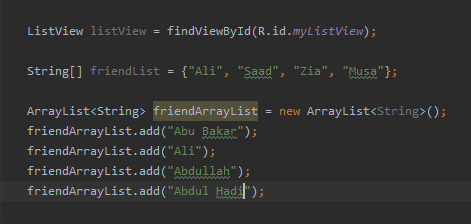 ListView listView = findViewById(R.id.myListView);
String[] friendList = {"Ali", "Saad", "Zia", "Musa"};
ArrayList<String> friendArrayList = new ArrayList<String>();
friendArrayList.add("Abu Bakar");
friendArrayList.add("Ali");
friendArrayList.add("Abdullah");
friendArrayList.add("Abdul Hadi");